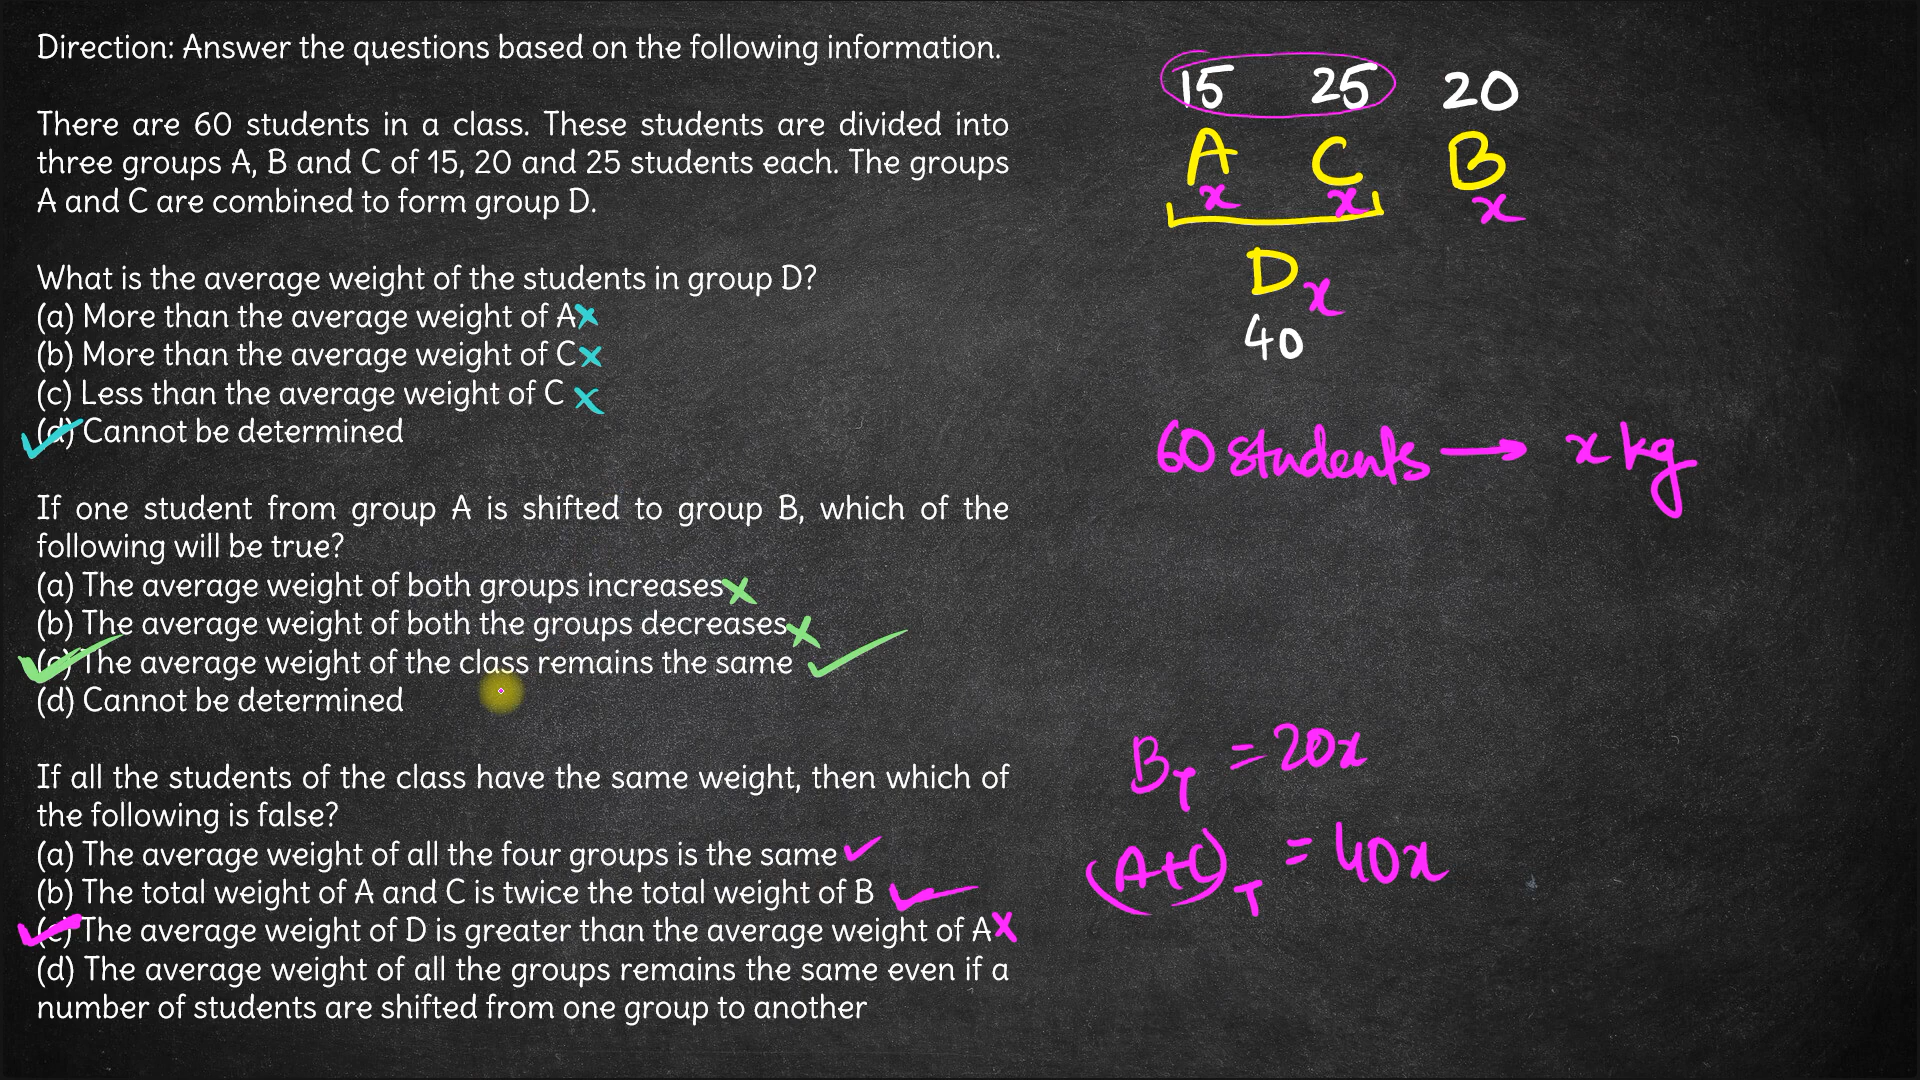 Direction: Answer the questions based on the following information.
There are 60 students in a class. These students are divided into
three groups A, B and C of 15, 20 and 25 students each. The groups
A and C are combined to form group D.
What is the average weight of the students in group D?
(a) More than the average weight of A x
(b) More than the average weight of C x
(c) Less than the average weight of C x
(d) Cannot be determined
If one student from group A is shifted to group B, which of the
following will be true?
(a) The average weight of both groups increases x
(b) The average weight of both the groups decreases x
(c) The average weight of the class remains the same ✓
(d) Cannot be determined
If all the students of the class have the same weight, then which of
the following is false?
(a) The average weight of all the four groups is the same ✓
(b) The total weight of A and C is twice the total weight of B ✓
(c) The average weight of D is greater than the average weight of A x
(d) The average weight of all the groups remains the same even if a
number of students are shifted from one group to another
15 25 20
A C B
x x x
D x
40
60 students → x kg
B_T = 20x
(A+C)_T = 40x